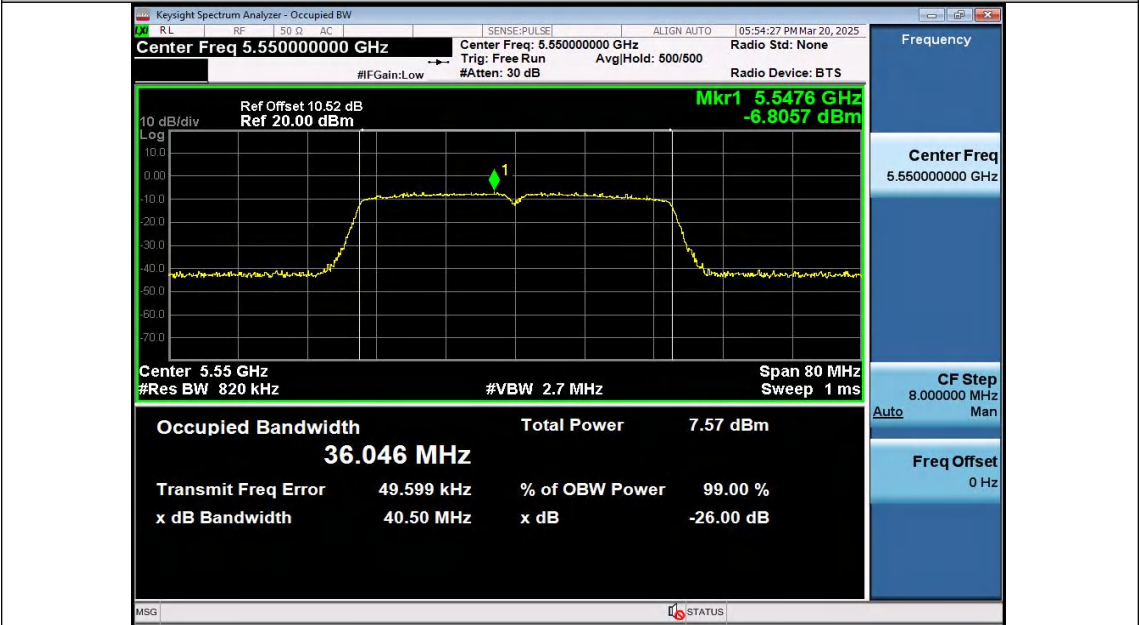 Keysight Spectrum Analyzer - Occupied BW
LXI RL RF 50 Ω AC SENSE:PULSE ALIGN AUTO 05:54:27 PM Mar 20, 2025
Center Freq 5.550000000 GHz
Center Freq: 5.550000000 GHz
Radio Std: None
Trig: Free Run Avg|Hold: 500/500
#IFGain:Low #Atten: 30 dB Radio Device: BTS
Mkr1 5.5476 GHz
-6.8057 dBm
Ref Offset 10.52 dB
10 dB/div Ref 20.00 dBm
Log
10.0
0.00
-10.0
-20.0
-30.0
-40.0
-50.0
-60.0
-70.0
1
Center 5.55 GHz Span 80 MHz
#Res BW 820 kHz #VBW 2.7 MHz Sweep 1 ms
Occupied Bandwidth Total Power 7.57 dBm
36.046 MHz
Transmit Freq Error 49.599 kHz % of OBW Power 99.00 %
x dB Bandwidth 40.50 MHz x dB -26.00 dB
MSG STATUS
Frequency
Center Freq
5.550000000 GHz
CF Step
8.000000 MHz
Auto Man
Freq Offset
0 Hz